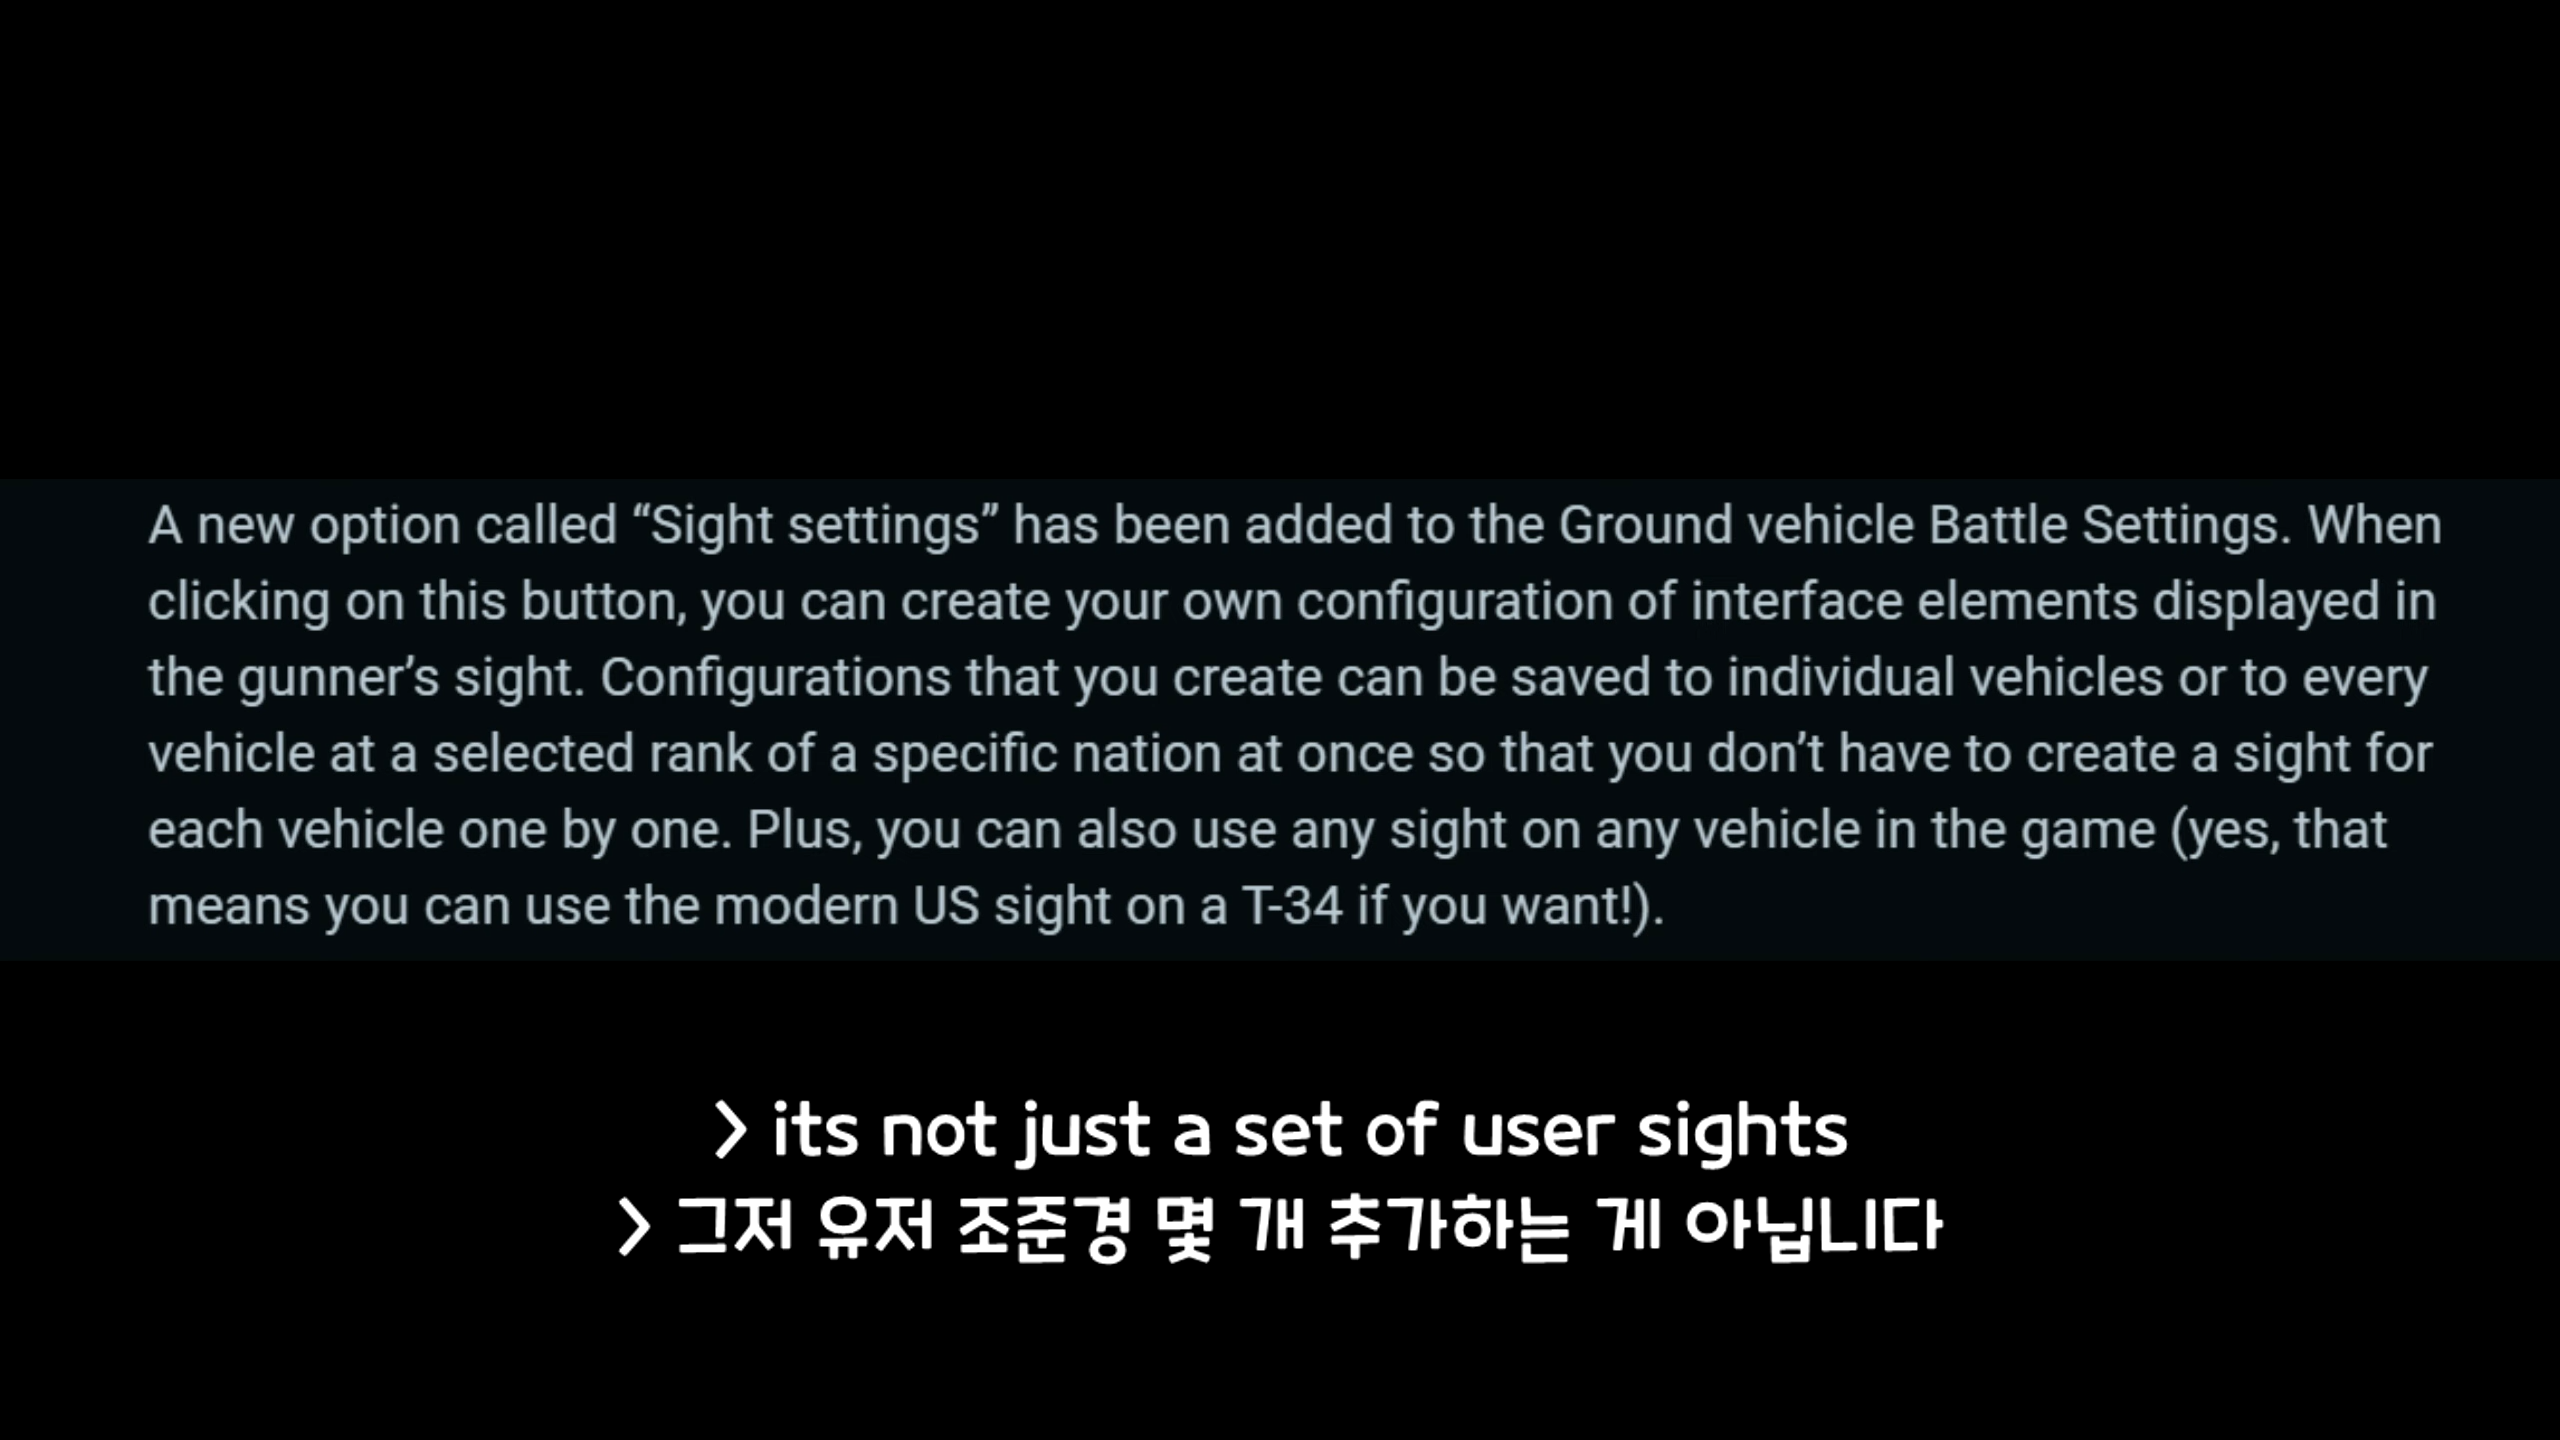 A new option called “Sight settings” has been added to the Ground vehicle Battle Settings. When
clicking on this button, you can create your own configuration of interface elements displayed in
the gunner’s sight. Configurations that you create can be saved to individual vehicles or to every
vehicle at a selected rank of a specific nation at once so that you don’t have to create a sight for
each vehicle one by one. Plus, you can also use any sight on any vehicle in the game (yes, that
means you can use the modern US sight on a T-34 if you want!).
> its not just a set of user sights
> 그저 유저 조준경 몇 개 추가하는 게 아닙니다